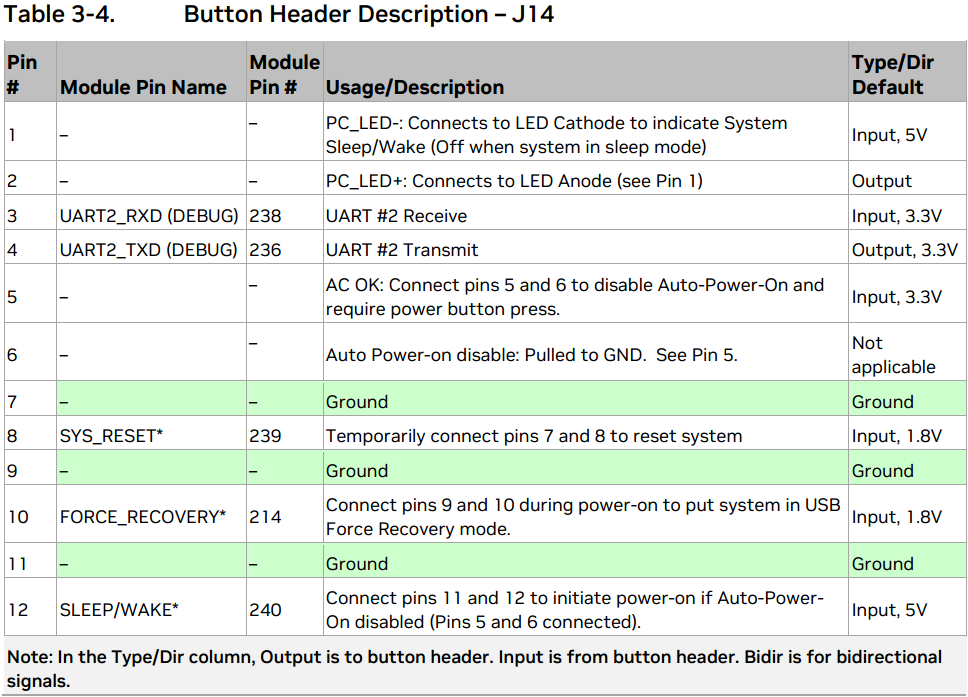 Table 3-4. Button Header Description – J14
Pin # Module Pin Name Module Pin # Usage/Description Type/Dir Default
1 – – PC_LED-: Connects to LED Cathode to indicate System Sleep/Wake (Off when system in sleep mode) Input, 5V
2 – – PC_LED+: Connects to LED Anode (see Pin 1) Output
3 UART2_RXD (DEBUG) 238 UART #2 Receive Input, 3.3V
4 UART2_TXD (DEBUG) 236 UART #2 Transmit Output, 3.3V
5 – – AC OK: Connect pins 5 and 6 to disable Auto-Power-On and require power button press. Input, 3.3V
6 – – Auto Power-on disable: Pulled to GND. See Pin 5. Not applicable
7 – – Ground Ground
8 SYS_RESET* 239 Temporarily connect pins 7 and 8 to reset system Input, 1.8V
9 – – Ground Ground
10 FORCE_RECOVERY* 214 Connect pins 9 and 10 during power-on to put system in USB Force Recovery mode. Input, 1.8V
11 – – Ground Ground
12 SLEEP/WAKE* 240 Connect pins 11 and 12 to initiate power-on if Auto-Power-On disabled (Pins 5 and 6 connected). Input, 5V
Note: In the Type/Dir column, Output is to button header. Input is from button header. Bidir is for bidirectional
signals.